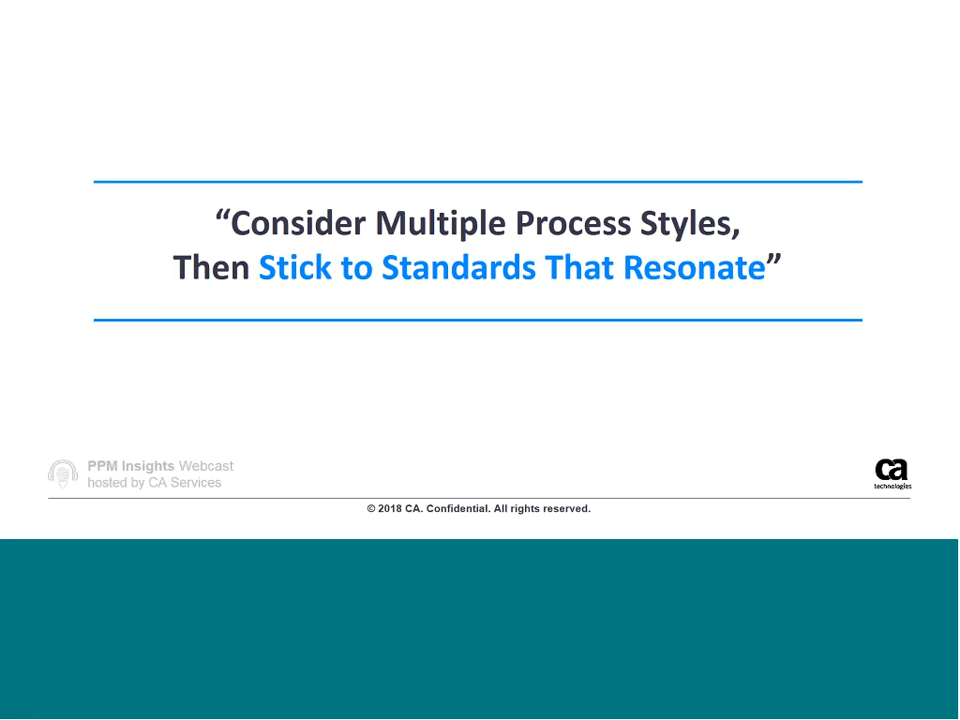 “Consider Multiple Process Styles,
Then Stick to Standards That Resonate”
PPM Insights Webcast
hosted by CA Services
ca
technologies
© 2018 CA. Confidential. All rights reserved.